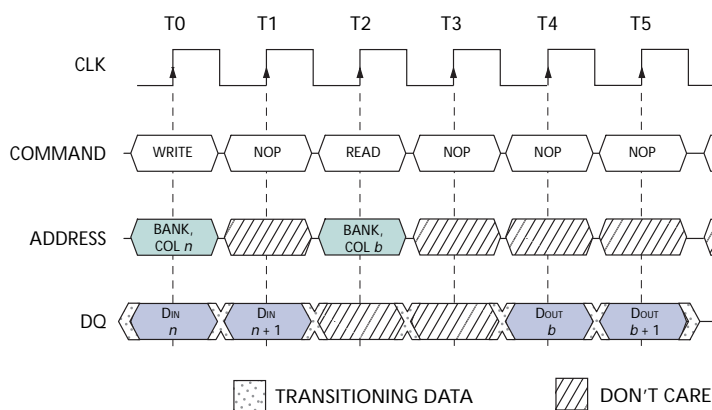 T0 T1 T2 T3 T4 T5
CLK
COMMAND WRITE NOP READ NOP NOP NOP
ADDRESS BANK, COL n BANK, COL b
DQ DIN n DIN n + 1 DOUT b DOUT b + 1
TRANSITIONING DATA DON'T CARE